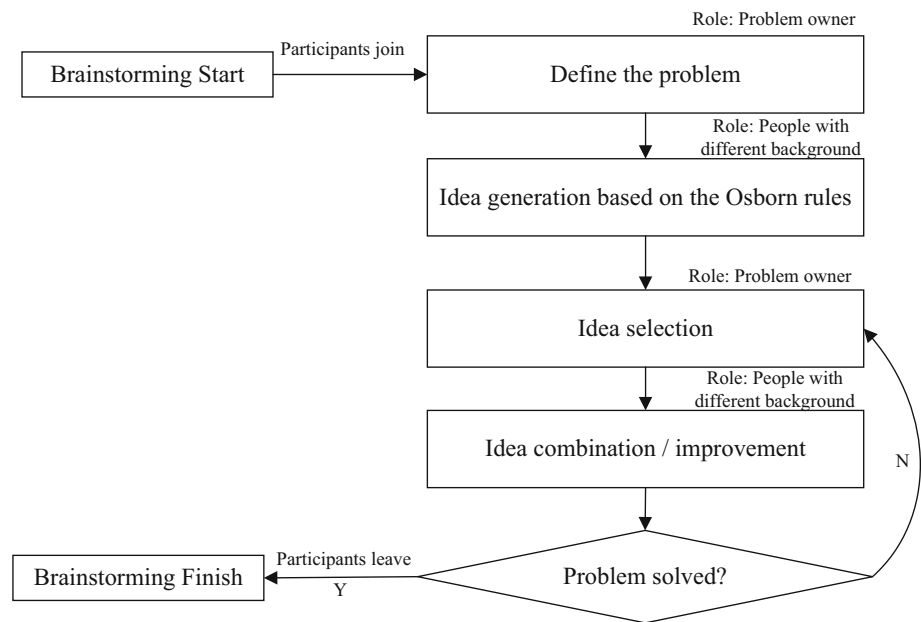 Role: Problem owner
Participants join
Brainstorming Start
Define the problem
Role: People with
different background
Idea generation based on the Osborn rules
Role: Problem owner
Idea selection
Role: People with
different background
Idea combination / improvement
N
Participants leave
Y
Brainstorming Finish
Problem solved?